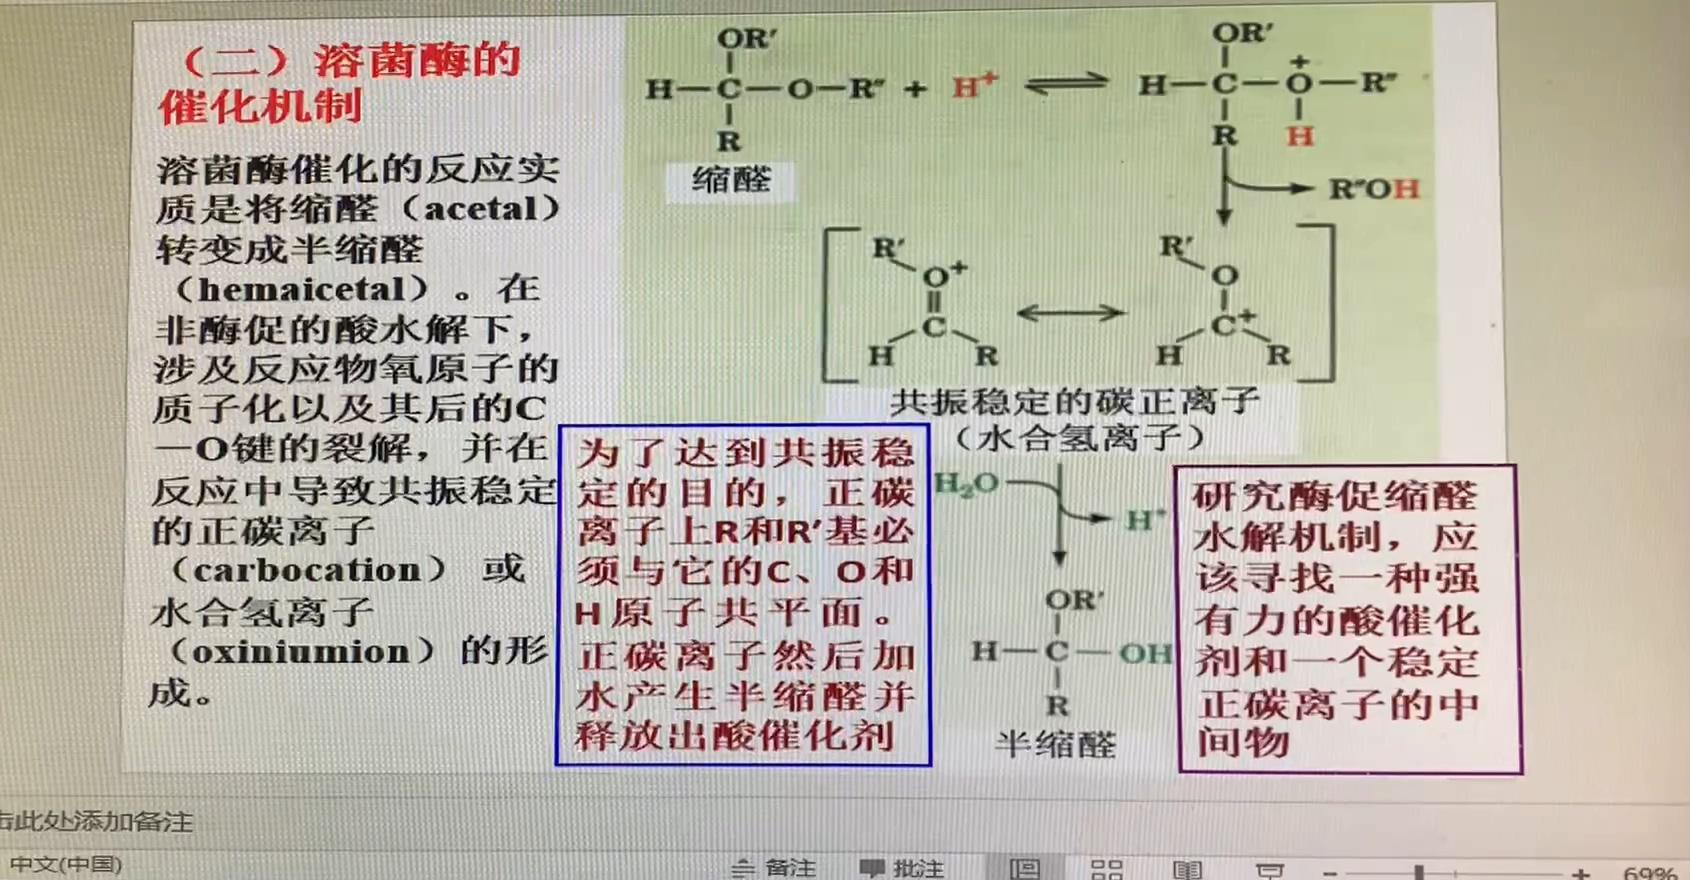 （二）溶菌酶的
催化机制
溶菌酶催化的反应实
质是将缩醛（acetal）
转变成半缩醛
（hemaicetal）。在
非酶促的酸水解下，
涉及反应物氧原子的
质子化以及其后的C
—O键的裂解，并在
反应中导致共振稳定
的正碳离子
（carbocation）或
水合氢离子
（oxiniumion）的形
成。
OR′
H—C—O—R″ + H⁺ ⇌
R
缩醛
OR′
H—C—O⁺—R″
R H
R″OH
R′
O⁺
C
H R
↔
R′
O
C⁺
H R
共振稳定的碳正离子
（水合氢离子）
为了达到共振稳
定的目的，正碳
离子上R和R′基必
须与它的C、O和
H原子共平面。
正碳离子然后加
水产生半缩醛并
释放出酸催化剂
H₂O
H⁺
OR′
H—C—OH
R
半缩醛
研究酶促缩醛
水解机制，应
该寻找一种强
有力的酸催化
剂和一个稳定
正碳离子的中
间物
击此处添加备注
中文(中国)
备注 批注
69%